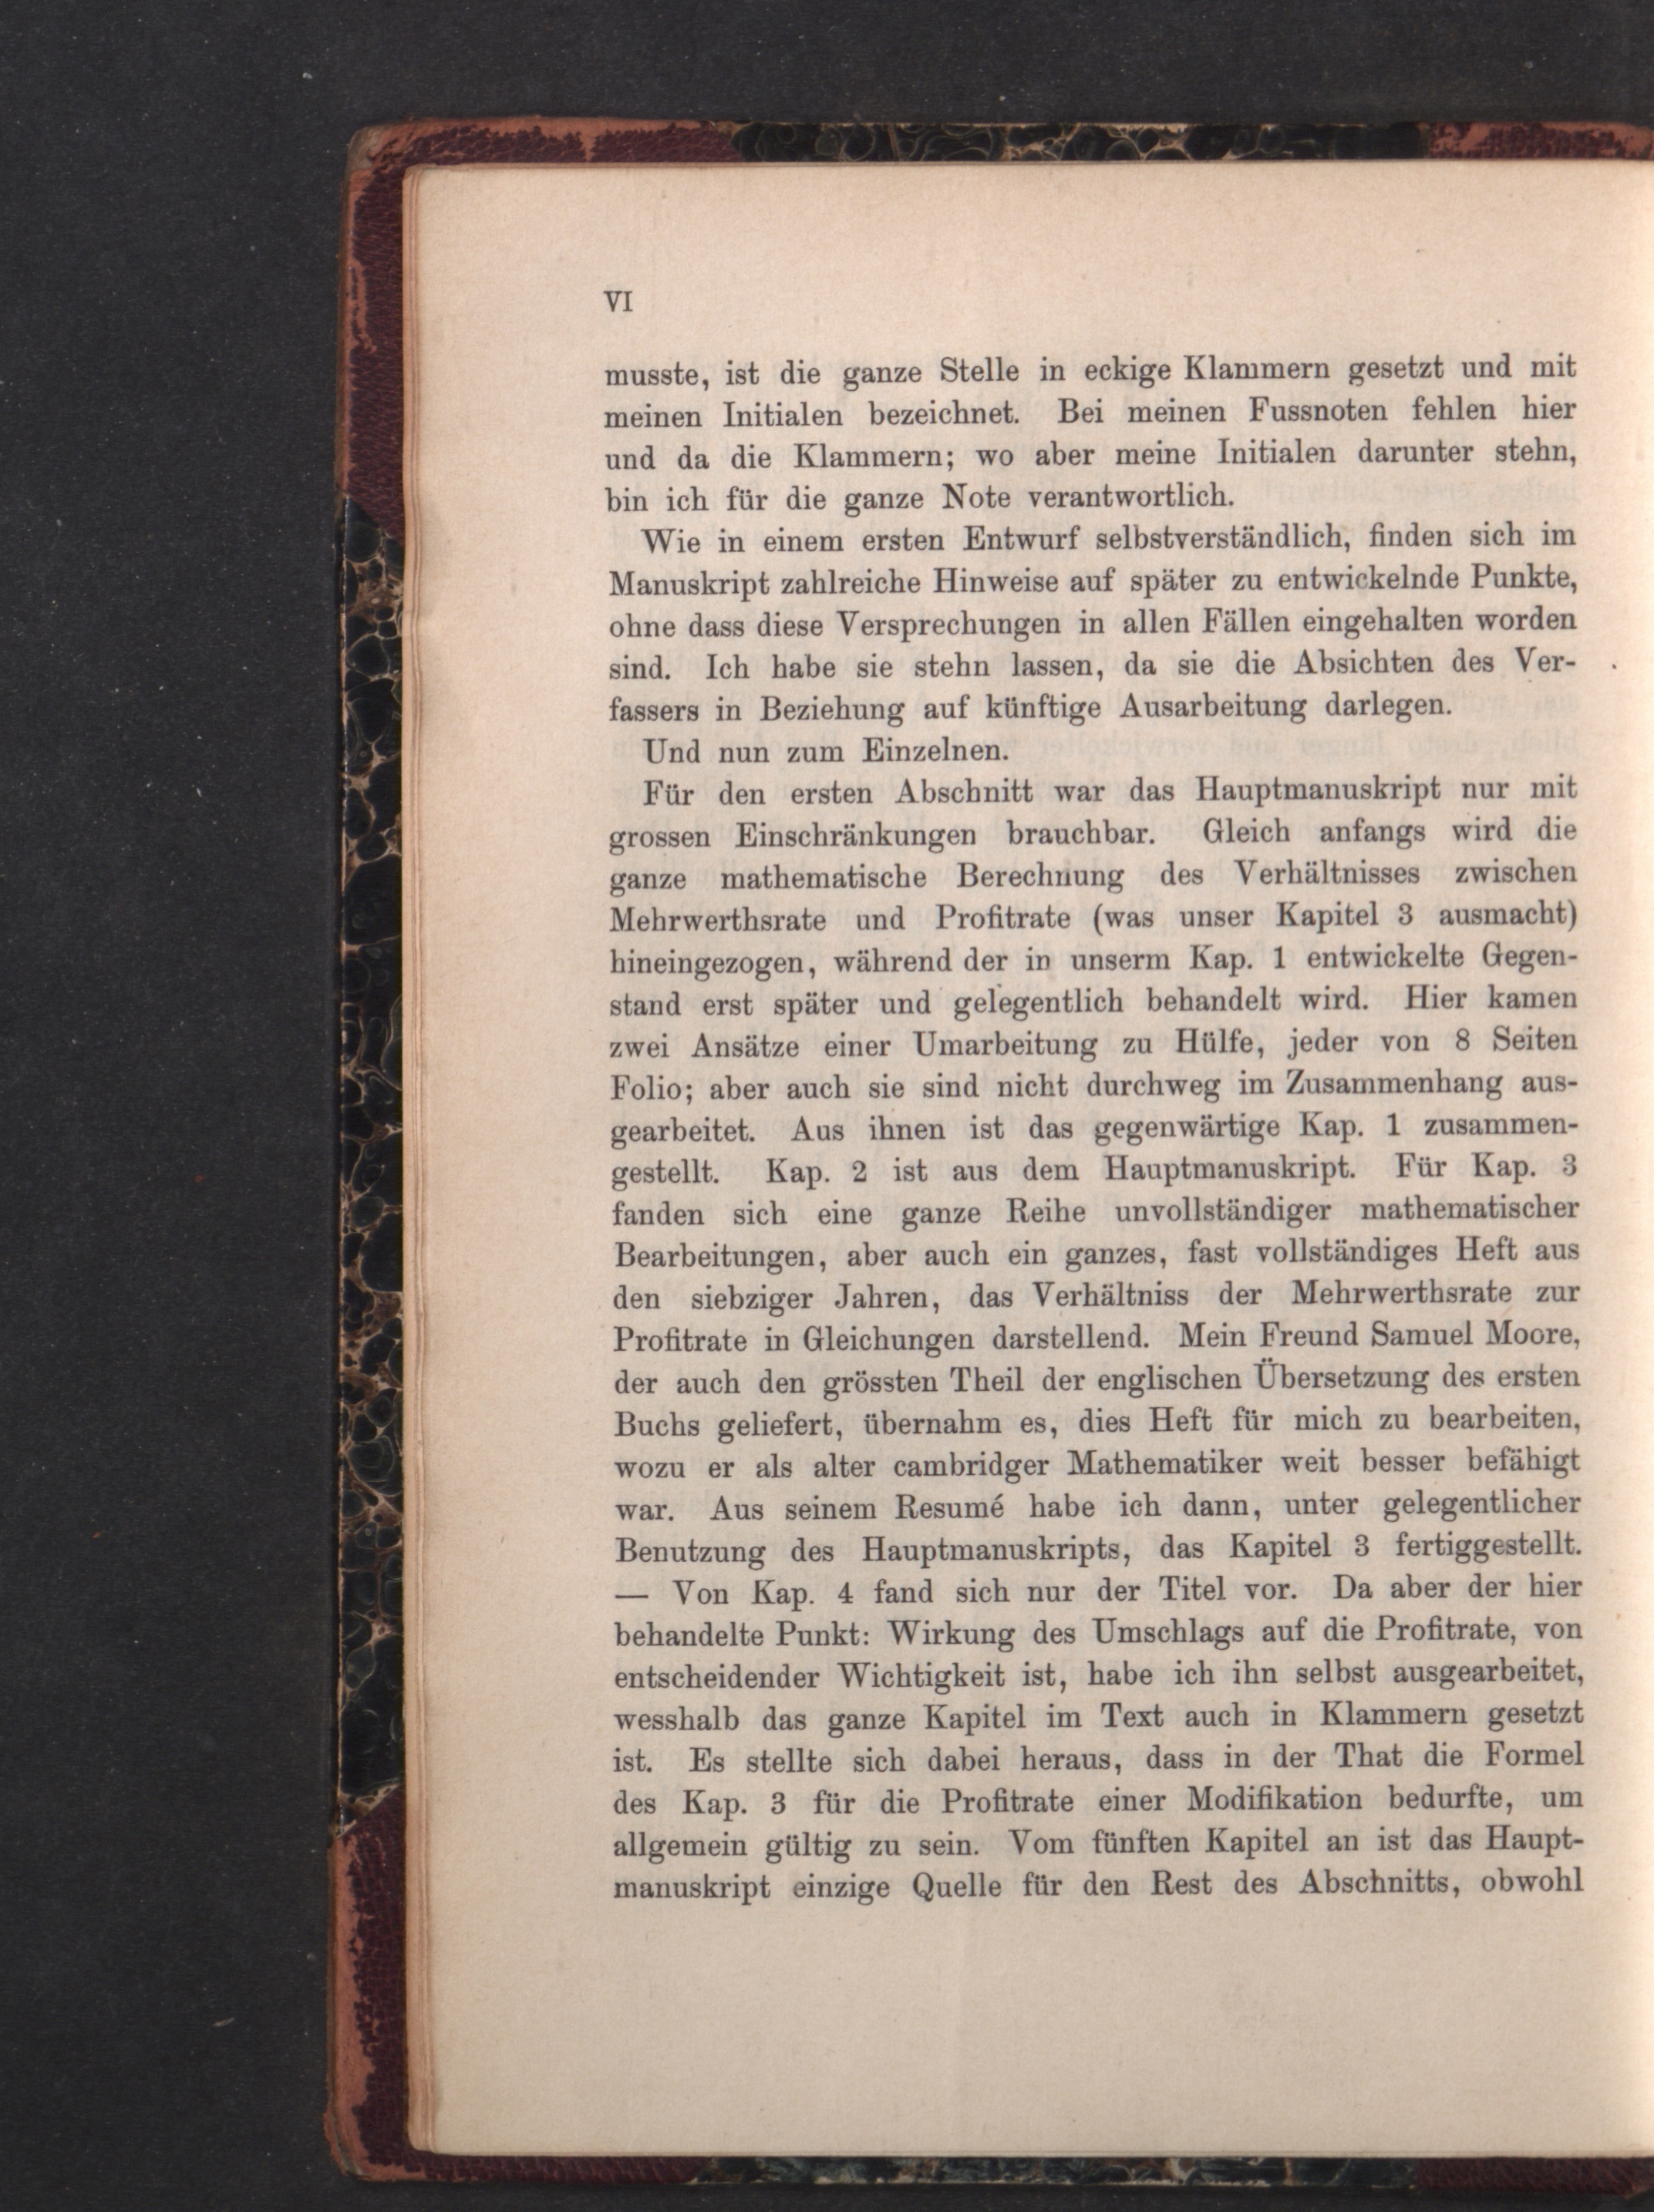 VI
musste, ist die ganze Stelle in eckige Klammern gesetzt und mit
meinen Initialen bezeichnet. Bei meinen Fussnoten fehlen hier
und da die Klammern; wo aber meine Initialen darunter stehn,
bin ich für die ganze Note verantwortlich.
Wie in einem ersten Entwurf selbstverständlich, finden sich im
Manuskript zahlreiche Hinweise auf später zu entwickelnde Punkte,
ohne dass diese Versprechungen in allen Fällen eingehalten worden
sind. Ich habe sie stehn lassen, da sie die Absichten des Ver-
fassers in Beziehung auf künftige Ausarbeitung darlegen.
Und nun zum Einzelnen.
Für den ersten Abschnitt war das Hauptmanuskript nur mit
grossen Einschränkungen brauchbar. Gleich anfangs wird die
ganze mathematische Berechnung des Verhältnisses zwischen
Mehrwerthsrate und Profitrate (was unser Kapitel 3 ausmacht)
hineingezogen, während der in unserm Kap. 1 entwickelte Gegen-
stand erst später und gelegentlich behandelt wird. Hier kamen
zwei Ansätze einer Umarbeitung zu Hülfe, jeder von 8 Seiten
Folio; aber auch sie sind nicht durchweg im Zusammenhang aus-
gearbeitet. Aus ihnen ist das gegenwärtige Kap. 1 zusammen-
gestellt. Kap. 2 ist aus dem Hauptmanuskript. Für Kap. 3
fanden sich eine ganze Reihe unvollständiger mathematischer
Bearbeitungen, aber auch ein ganzes, fast vollständiges Heft aus
den siebziger Jahren, das Verhältniss der Mehrwerthsrate zur
Profitrate in Gleichungen darstellend. Mein Freund Samuel Moore,
der auch den grössten Theil der englischen Übersetzung des ersten
Buchs geliefert, übernahm es, dies Heft für mich zu bearbeiten,
wozu er als alter cambridger Mathematiker weit besser befähigt
war. Aus seinem Resumé habe ich dann, unter gelegentlicher
Benutzung des Hauptmanuskripts, das Kapitel 3 fertiggestellt.
— Von Kap. 4 fand sich nur der Titel vor. Da aber der hier
behandelte Punkt: Wirkung des Umschlags auf die Profitrate, von
entscheidender Wichtigkeit ist, habe ich ihn selbst ausgearbeitet,
wesshalb das ganze Kapitel im Text auch in Klammern gesetzt
ist. Es stellte sich dabei heraus, dass in der That die Formel
des Kap. 3 für die Profitrate einer Modifikation bedurfte, um
allgemein gültig zu sein. Vom fünften Kapitel an ist das Haupt-
manuskript einzige Quelle für den Rest des Abschnitts, obwohl